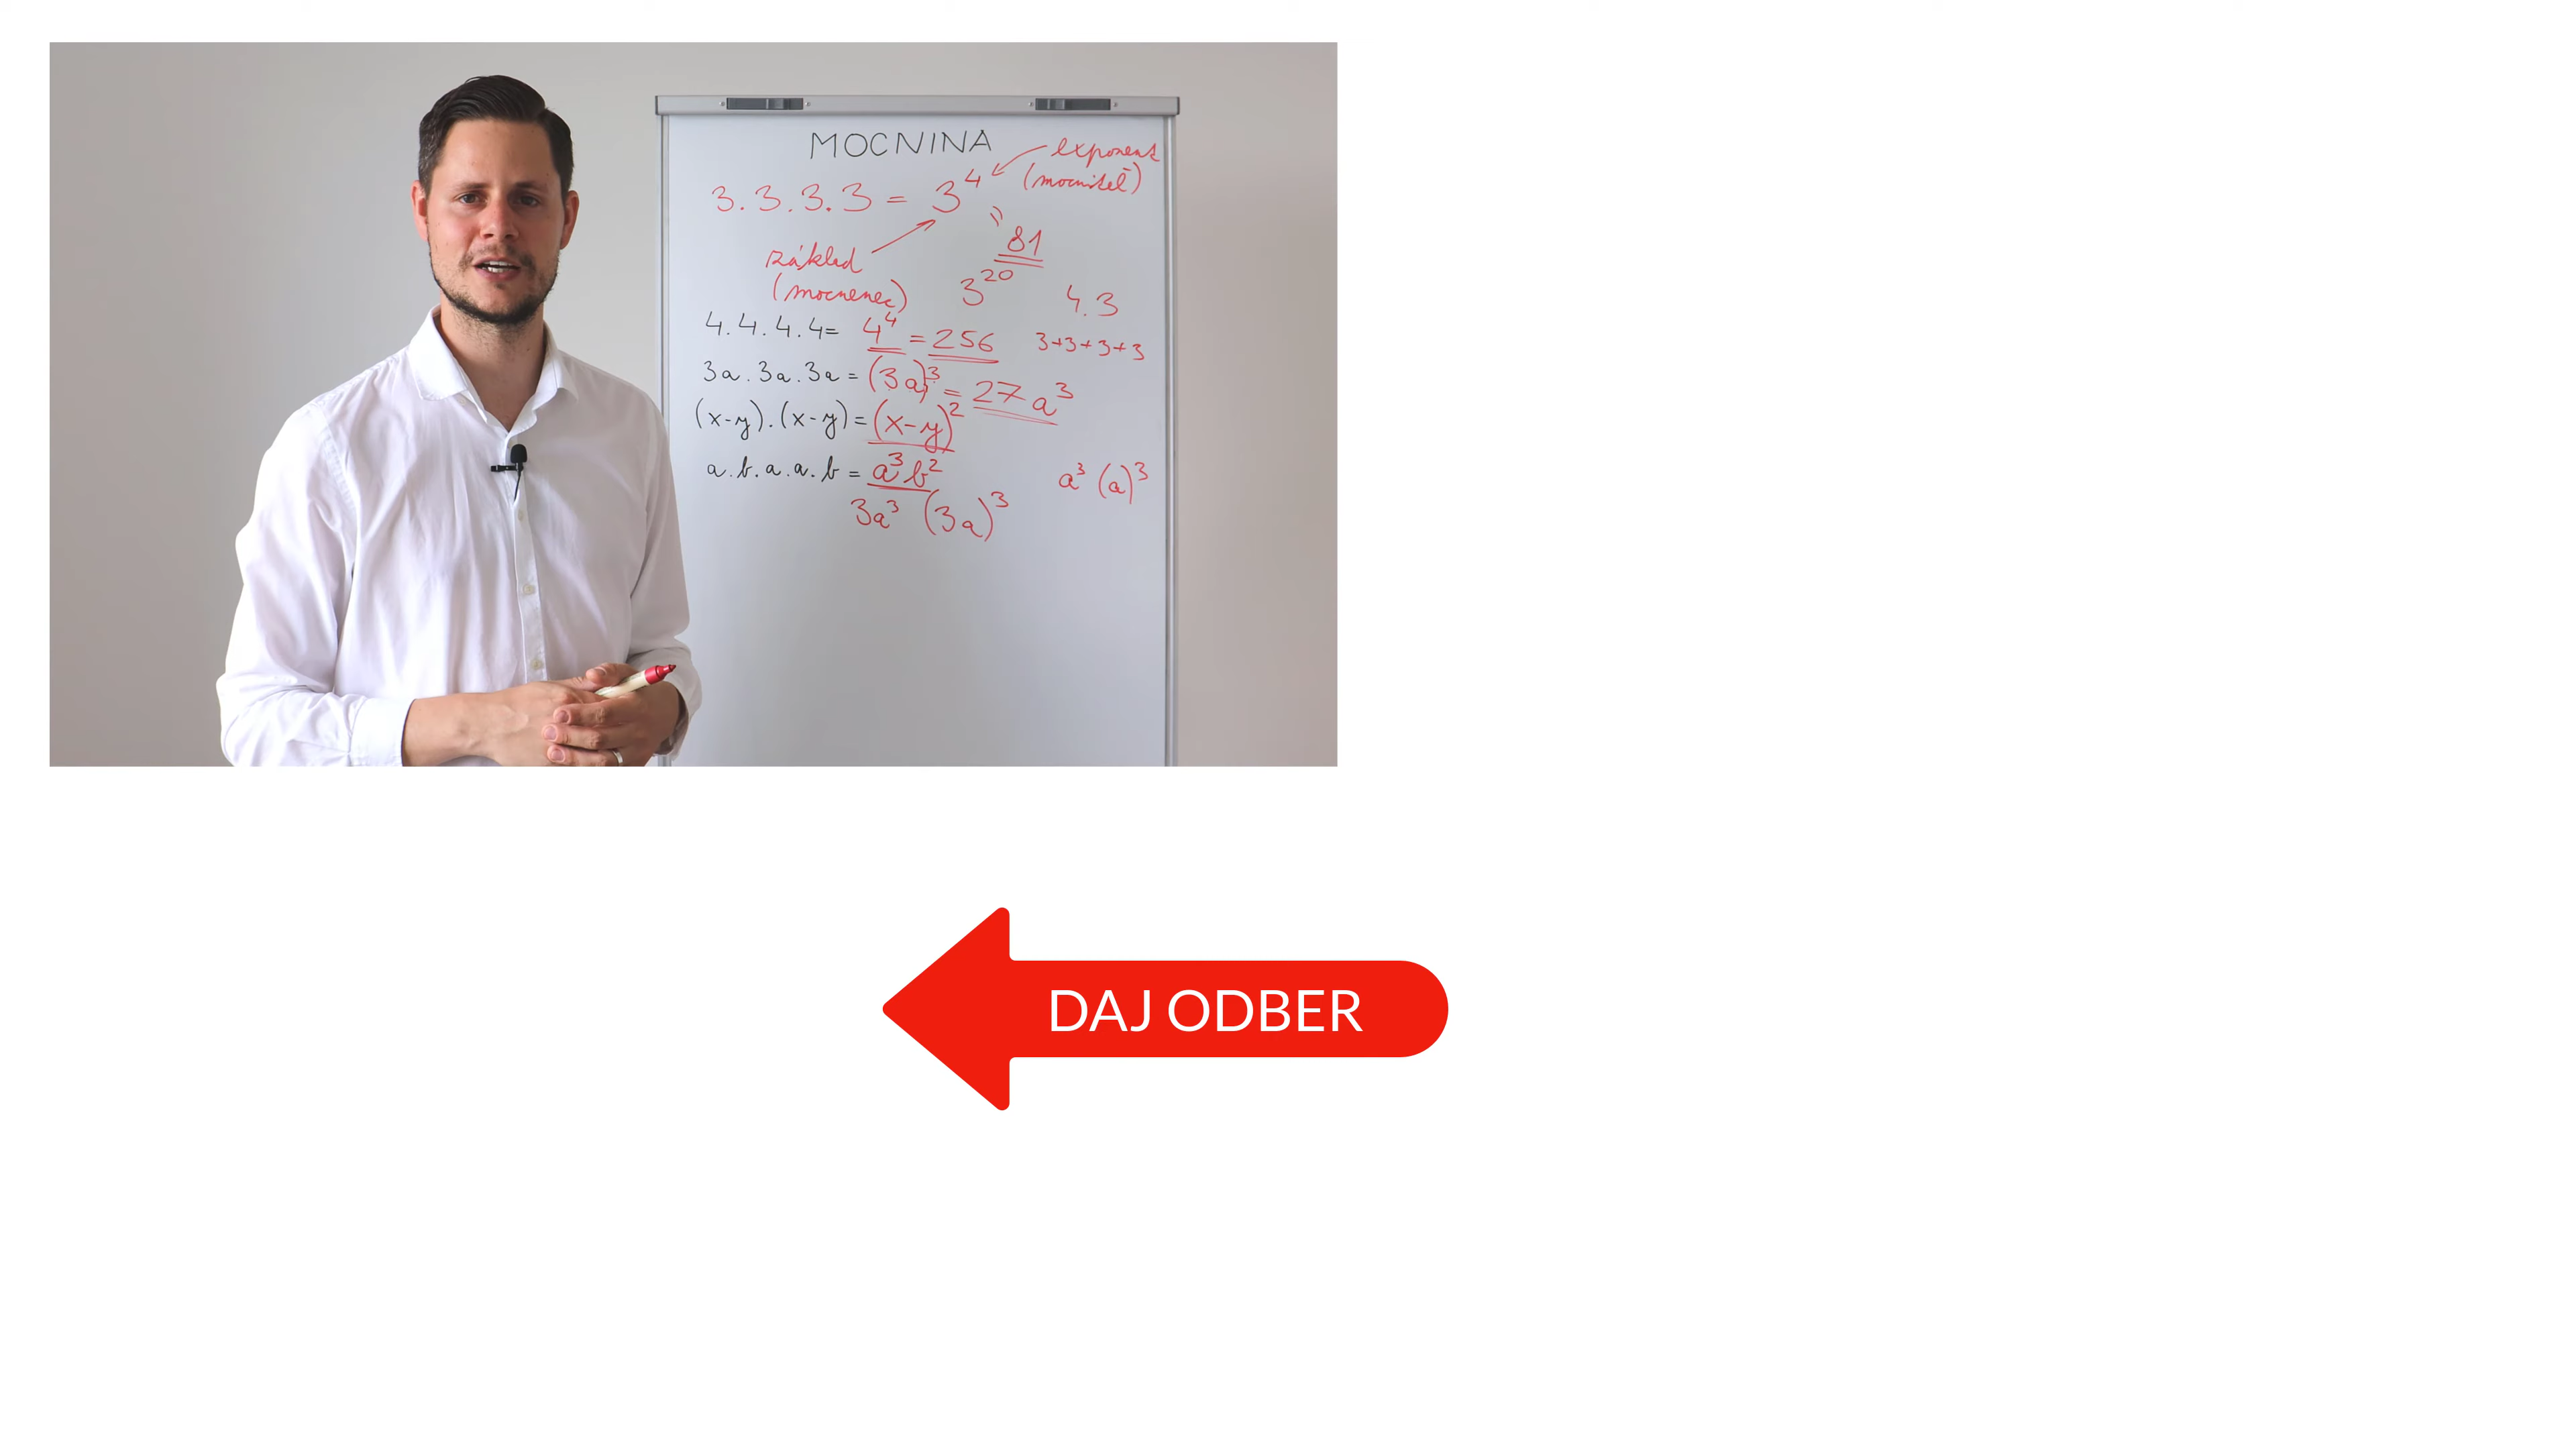 MOCNINA
exponent
(mocniteľ)
3.3.3.3 = 3⁴
81
základ
(mocnenec)
3²⁰
4.3
4.4.4.4= 4⁴ = 256
3+3+3+3
3a.3a.3a = (3a)³ = 27a³
(x-y).(x-y) = (x-y)²
a.b.a.a.b = a³b²
a³ (a)³
3a³ (3a)³
DAJ ODBER